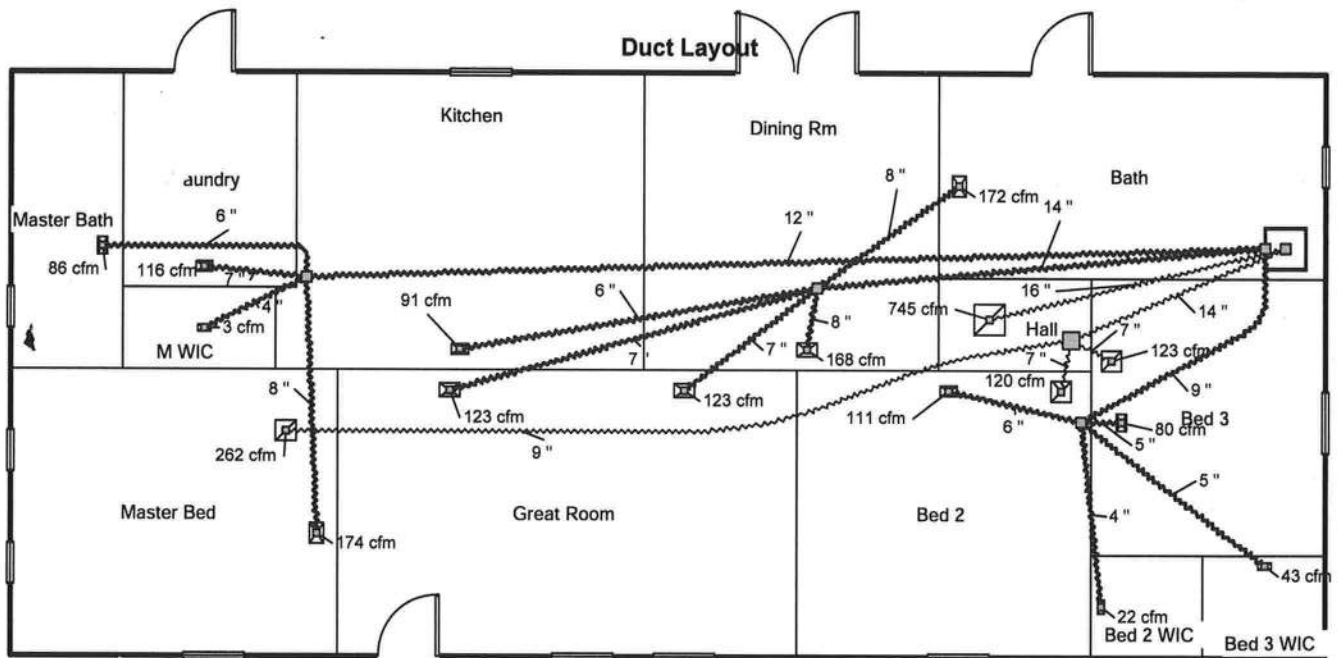 Duct Layout
Kitchen
Dining Rm
aundry
8 "
Bath
172 cfm
Master Bath
6 "
12 "
14 "
86 cfm
116 cfm
7 "
4 "
91 cfm
6 "
745 cfm
16 "
14 "
3 cfm
8 "
Hall
7 "
M WIC
7 '
7 "
168 cfm
7 "
123 cfm
120 cfm
9 "
8 "
123 cfm
123 cfm
111 cfm
6 "
Bed 3
80 cfm
5 "
262 cfm
9 "
5 "
Master Bed
Great Room
Bed 2
4 "
174 cfm
43 cfm
22 cfm
Bed 2 WIC
Bed 3 WIC